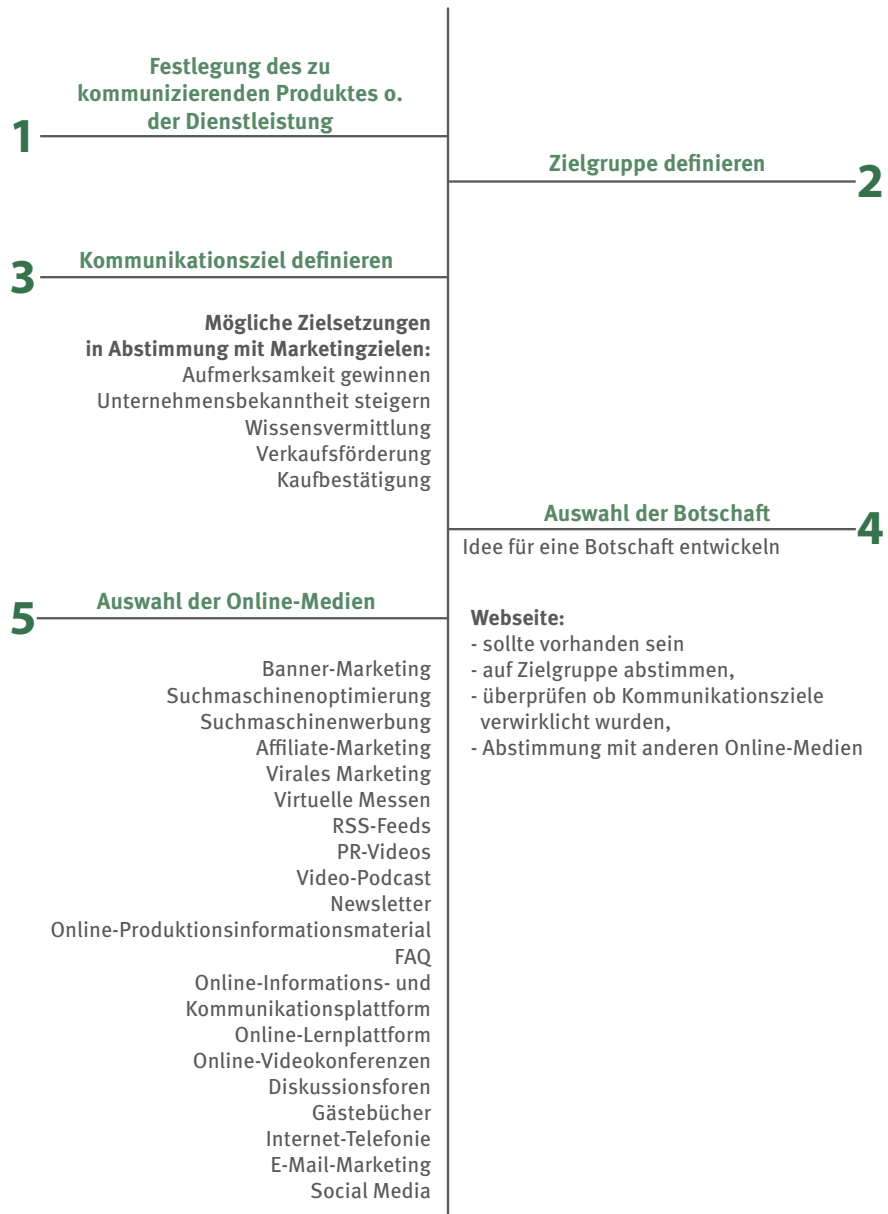 Festlegung des zu
kommunizierenden Produktes o.
der Dienstleistung
1
Zielgruppe definieren
2
Kommunikationsziel definieren
3
Mögliche Zielsetzungen
in Abstimmung mit Marketingzielen:
Aufmerksamkeit gewinnen
Unternehmensbekanntheit steigern
Wissensvermittlung
Verkaufsförderung
Kaufbestätigung
Auswahl der Botschaft
4
Idee für eine Botschaft entwickeln
Auswahl der Online-Medien
5
Banner-Marketing
Suchmaschinenoptimierung
Suchmaschinenwerbung
Affiliate-Marketing
Virales Marketing
Virtuelle Messen
RSS-Feeds
PR-Videos
Video-Podcast
Newsletter
Online-Produktionsinformationsmaterial
FAQ
Online-Informations- und
Kommunikationsplattform
Online-Lernplattform
Online-Videokonferenzen
Diskussionsforen
Gästebücher
Internet-Telefonie
E-Mail-Marketing
Social Media
Webseite:
- sollte vorhanden sein
- auf Zielgruppe abstimmen,
- überprüfen ob Kommunikationsziele
verwirklicht wurden,
- Abstimmung mit anderen Online-Medien